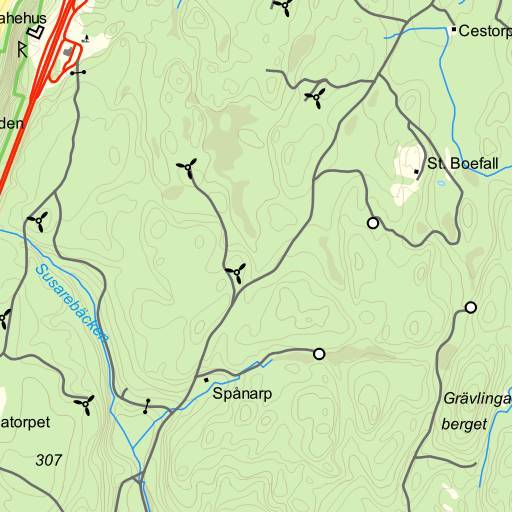 ahehus
Cestorp
den
St. Boefall
Susarebäcken
Spånarp
Grävlinga
berget
atorpet
307